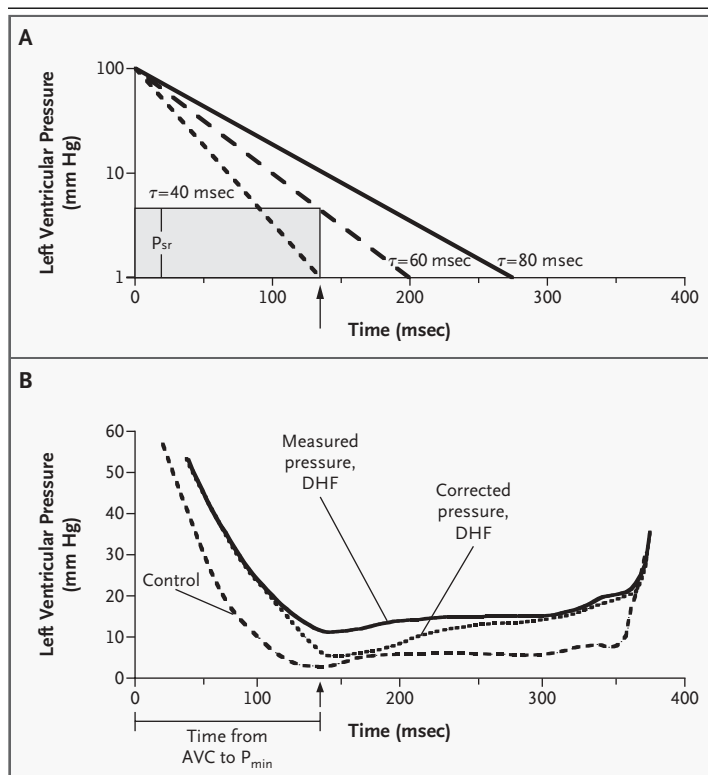 A
Left Ventricular Pressure
(mm Hg)
100
10
1
τ=40 msec
Psr
τ=60 msec
τ=80 msec
0
100
200
300
400
Time (msec)
B
Left Ventricular Pressure
(mm Hg)
60
50
40
30
20
10
0
Measured
pressure,
DHF
Corrected
pressure,
DHF
Control
0
100
200
300
400
Time (msec)
Time from
AVC to Pmin